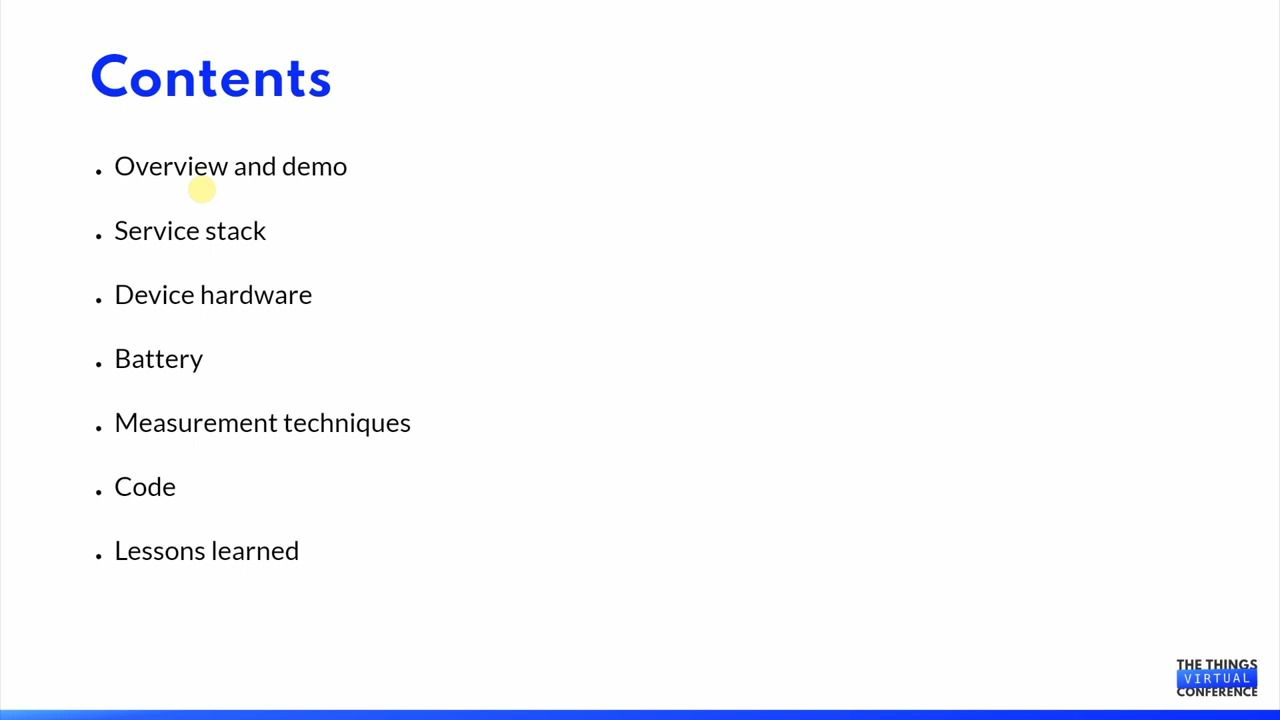 Contents
• Overview and demo
• Service stack
• Device hardware
• Battery
• Measurement techniques
• Code
• Lessons learned
THE THINGS
VIRTUAL
CONFERENCE